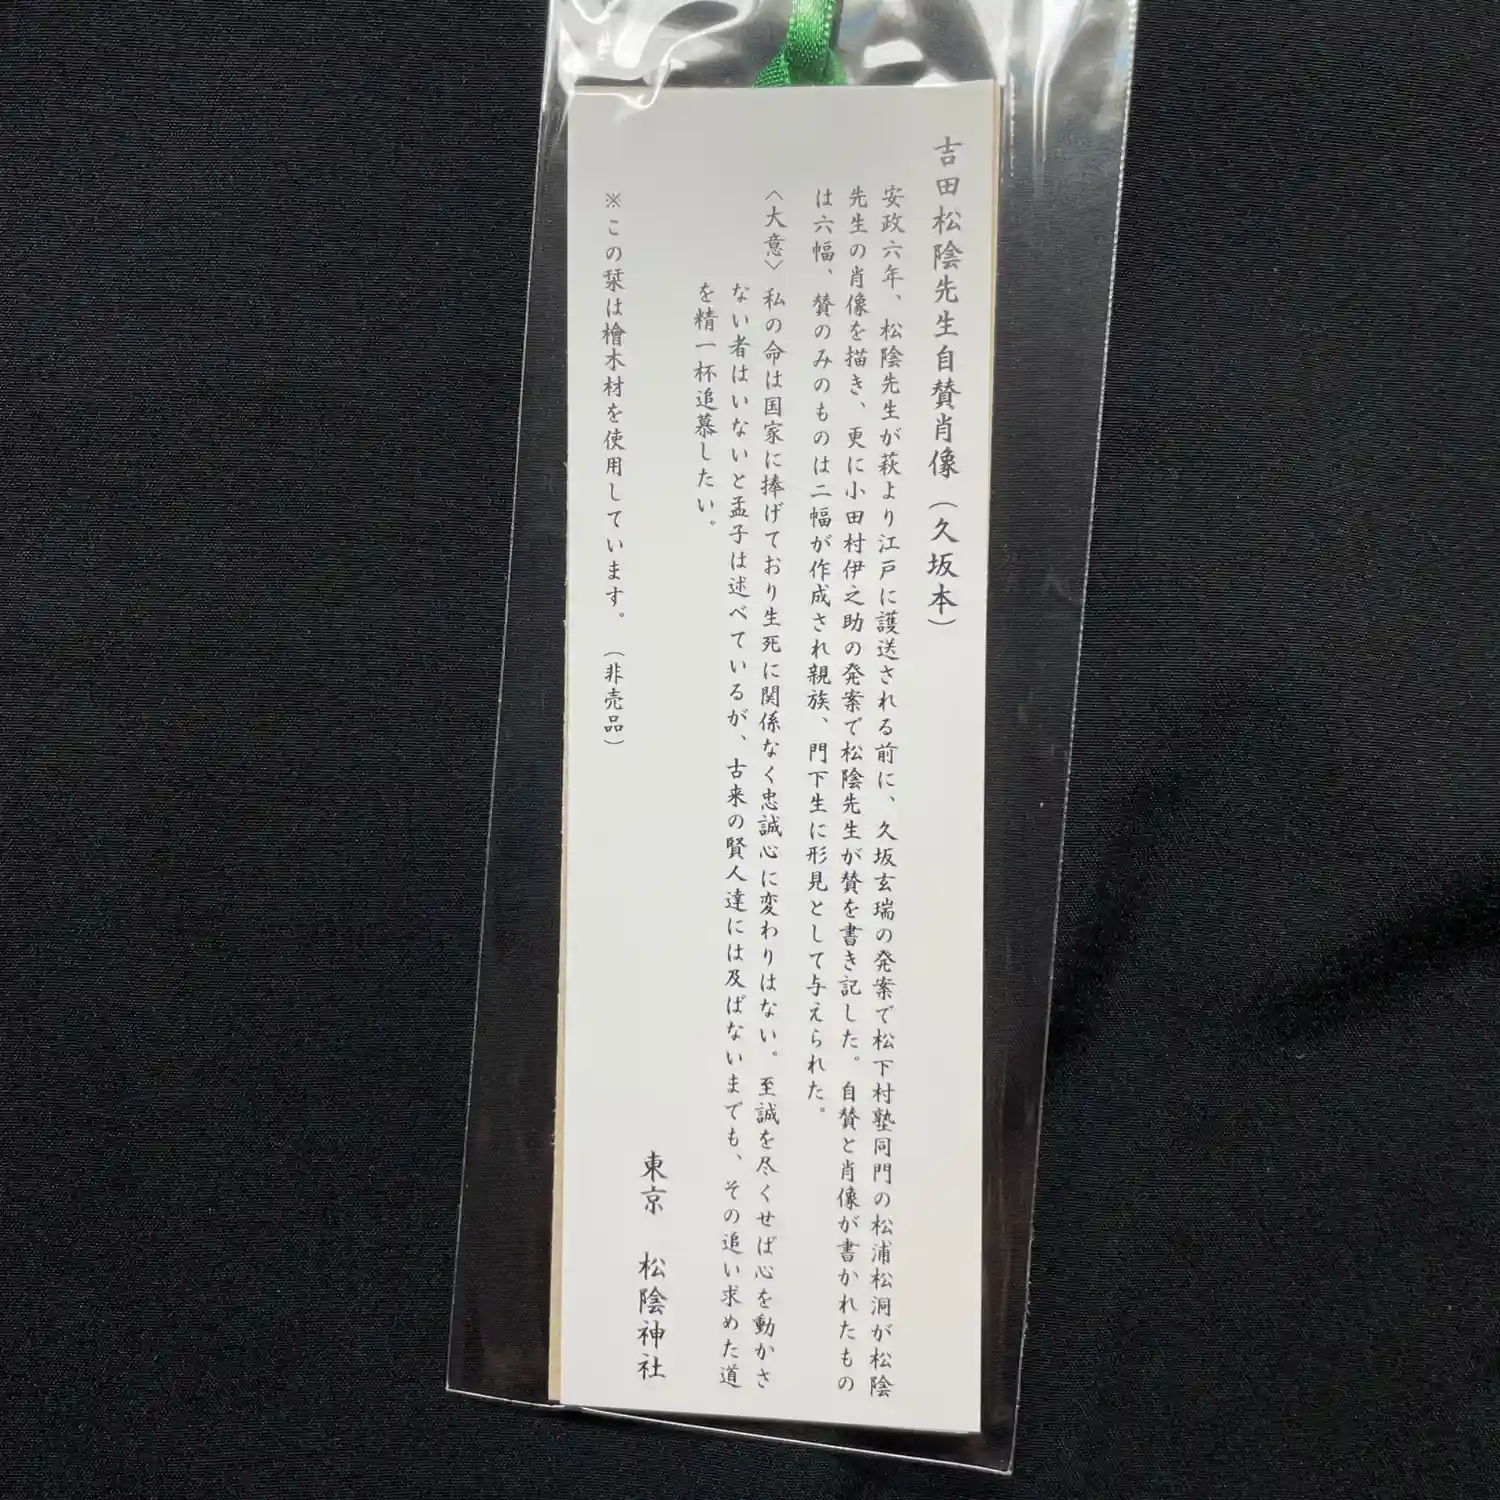 吉田松陰先生自賛肖像（久坂本）
安政六年、松陰先生が萩より江戸に護送される前に、久坂玄瑞の発案で松下村塾同門の松浦松洞が松陰
先生の肖像を描き、更に小田村伊之助の発案で松陰先生が賛を書き記した。自賛と肖像が書かれたもの
は六幅、賛のみのものは二幅が作成され親族、門下生に形見として与えられた。
〈大意〉私の命は国家に捧げており生死に関係なく忠誠心に変わりはない。至誠を尽くせば心を動かさ
ない者はいないと孟子は述べているが、古来の賢人達には及ばないまでも、その追い求めた道
を精一杯追慕したい。
東京　松陰神社
※この栞は檜木材を使用しています。（非売品）